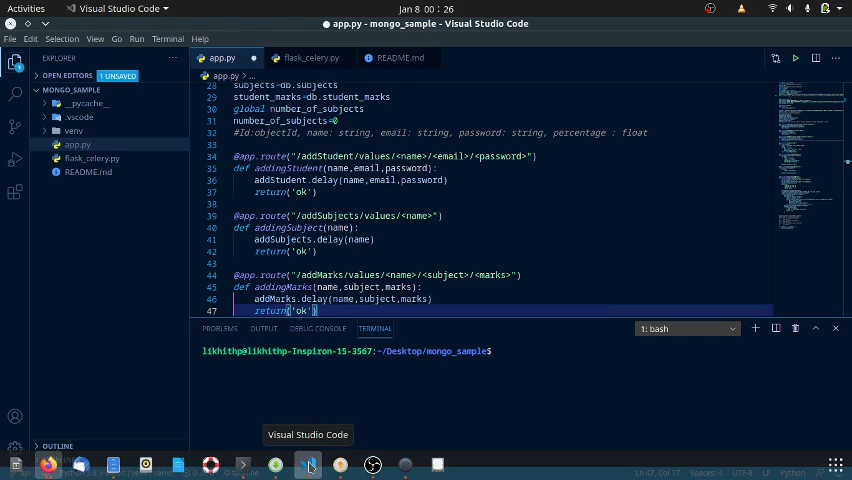 Activities
Visual Studio Code
Jan 8 00 : 26
● app.py - mongo_sample - Visual Studio Code
File Edit Selection View Go Run Terminal Help
EXPLORER ...
app.py ●
flask_celery.py
README.md
OPEN EDITORS 1 UNSAVED
app.py > ...
MONGO_SAMPLE
__pycache__
.vscode
venv
app.py
flask_celery.py
README.md
28 subjects=db.subjects
29 student_marks=db.student_marks
30 global number_of_subjects
31 number_of_subjects=0
32 #Id:objectId, name: string, email: string, password: string, percentage : float
33
34 @app.route("/addStudent/values/<name>/<email>/<password>")
35 def addingStudent(name,email,password):
36 addStudent.delay(name,email,password)
37 return('ok')
38
39 @app.route("/addSubjects/values/<name>")
40 def addingSubject(name):
41 addSubjects.delay(name)
42 return('ok')
43
44 @app.route("/addMarks/values/<name>/<subject>/<marks>")
45 def addingMarks(name,subject,marks):
46 addMarks.delay(name,subject,marks)
47 return('ok')
PROBLEMS OUTPUT DEBUG CONSOLE TERMINAL
1: bash
likhithp@likhithp-Inspiron-15-3567:~/Desktop/mongo_sample$
Visual Studio Code
OUTLINE
Ln 47, Col 17 Spaces: 4 UTF-8 LF Python